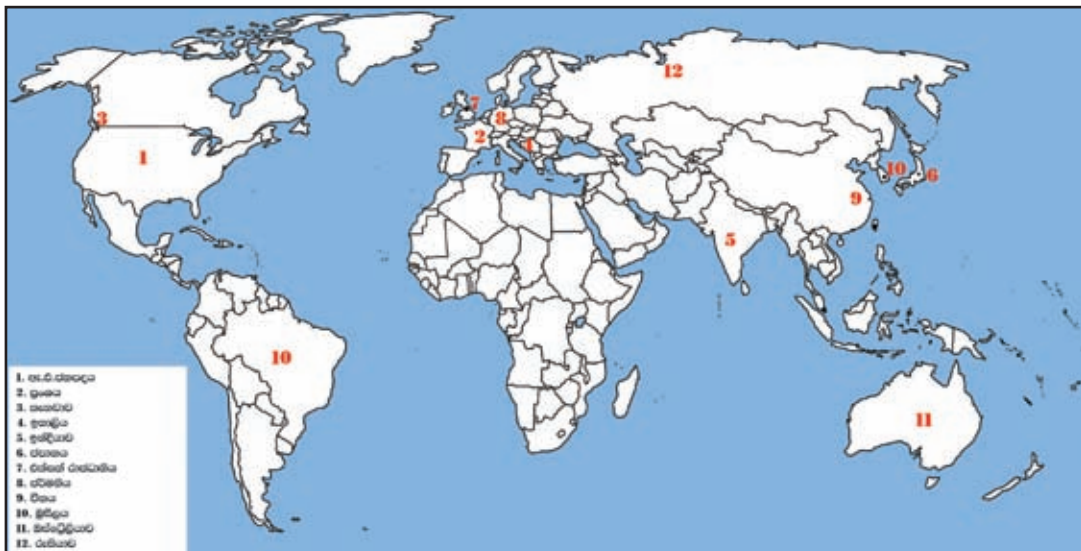 12
7
8
3
2
4
1
10
6
9
5
10
11
1. ඇ.එ.ජනපදය
2. ප්‍රංශය
3. කැනඩාව
4. ඉතාලිය
5. ඉන්දියාව
6. ජපානය
7. එක්සත් රාජධානිය
8. ජර්මනිය
9. චීනය
10. බ්‍රසීලය
11. ඔස්ට්‍රේලියාව
12. රුසියාව